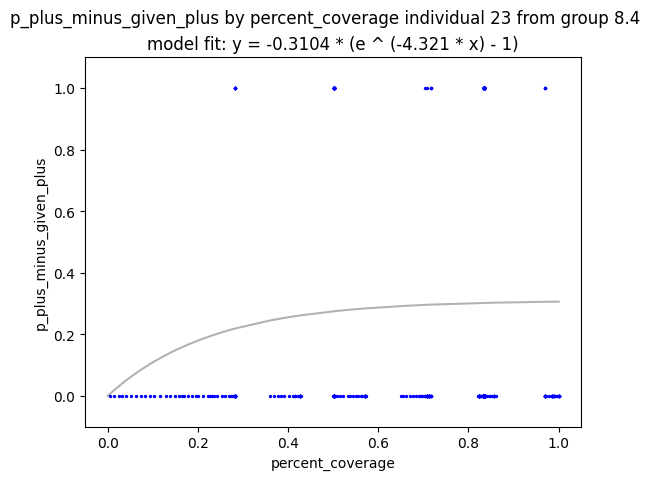 p_plus_minus_given_plus by percent_coverage individual 23 from group 8.4
model fit: y = -0.3104 * (e ^ (-4.321 * x) - 1)
1.0
0.8
0.6
0.4
0.2
0.0
p_plus_minus_given_plus
0.0 0.2 0.4 0.6 0.8 1.0
percent_coverage